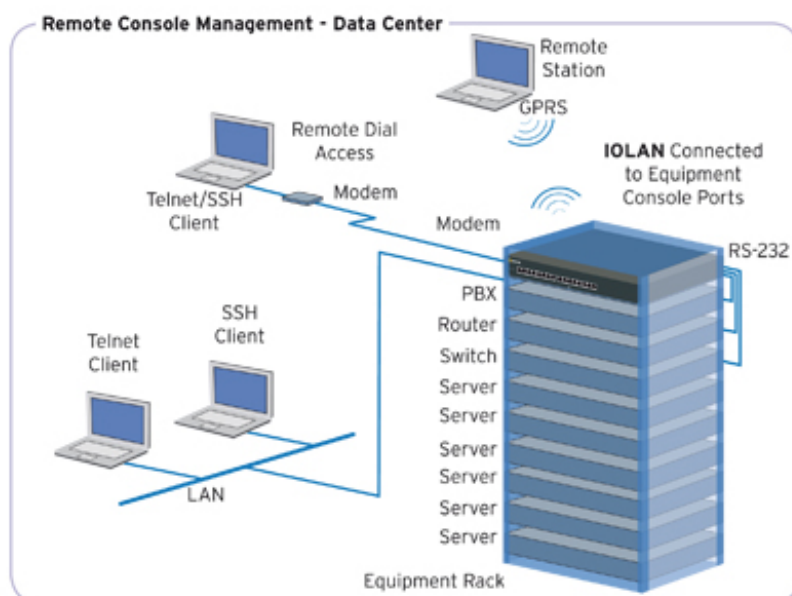 Remote Console Management - Data Center
Remote
Station
GPRS
Remote Dial
Access
IOLAN Connected
to Equipment
Console Ports
Telnet/SSH
Client
Modem
Modem
RS-232
PBX
Router
Switch
Server
Server
Server
Server
Server
Server
SSH
Client
Telnet
Client
LAN
Equipment Rack